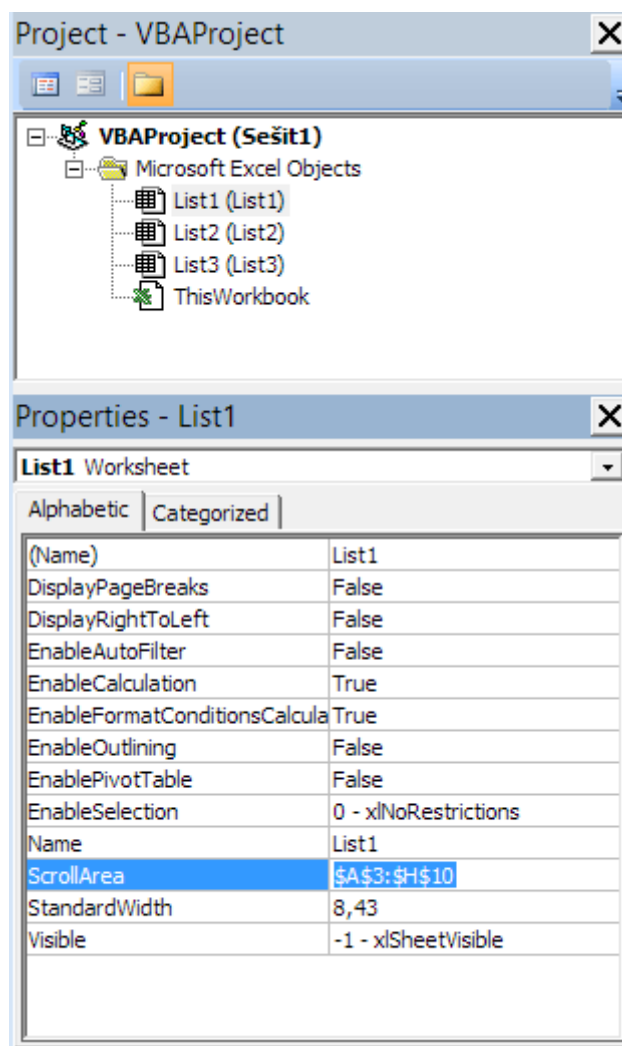 Project - VBAProject
VBAProject (Sešit1)
Microsoft Excel Objects
List1 (List1)
List2 (List2)
List3 (List3)
ThisWorkbook
Properties - List1
List1 Worksheet
Alphabetic Categorized
(Name) List1
DisplayPageBreaks False
DisplayRightToLeft False
EnableAutoFilter False
EnableCalculation True
EnableFormatConditionsCalcula True
EnableOutlining False
EnablePivotTable False
EnableSelection 0 - xlNoRestrictions
Name List1
ScrollArea $A$3:$H$10
StandardWidth 8,43
Visible -1 - xlSheetVisible